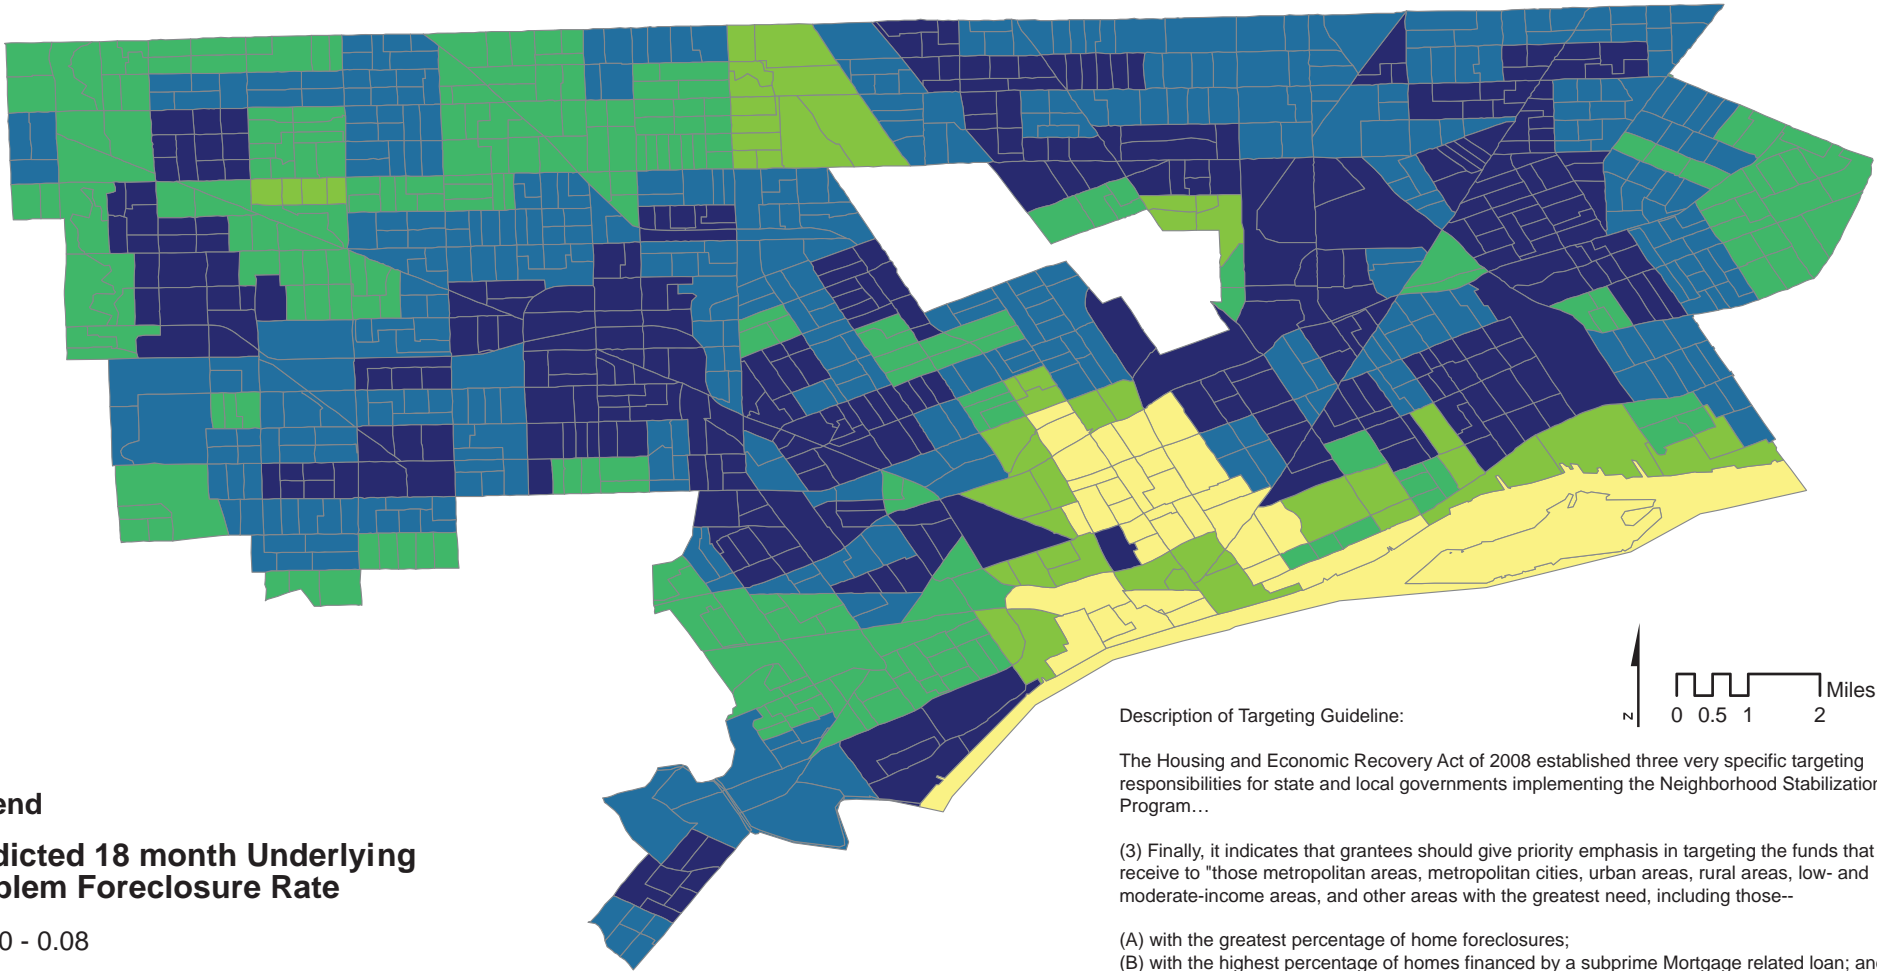 end
dicted 18 month Underlying
blem Foreclosure Rate
0 - 0.08
N
Miles
0 0.5 1 2
Description of Targeting Guideline:
The Housing and Economic Recovery Act of 2008 established three very specific targeting
responsibilities for state and local governments implementing the Neighborhood Stabilization
Program…
(3) Finally, it indicates that grantees should give priority emphasis in targeting the funds that
receive to "those metropolitan areas, metropolitan cities, urban areas, rural areas, low- and
moderate-income areas, and other areas with the greatest need, including those--
(A) with the greatest percentage of home foreclosures;
(B) with the highest percentage of homes financed by a subprime Mortgage related loan; and